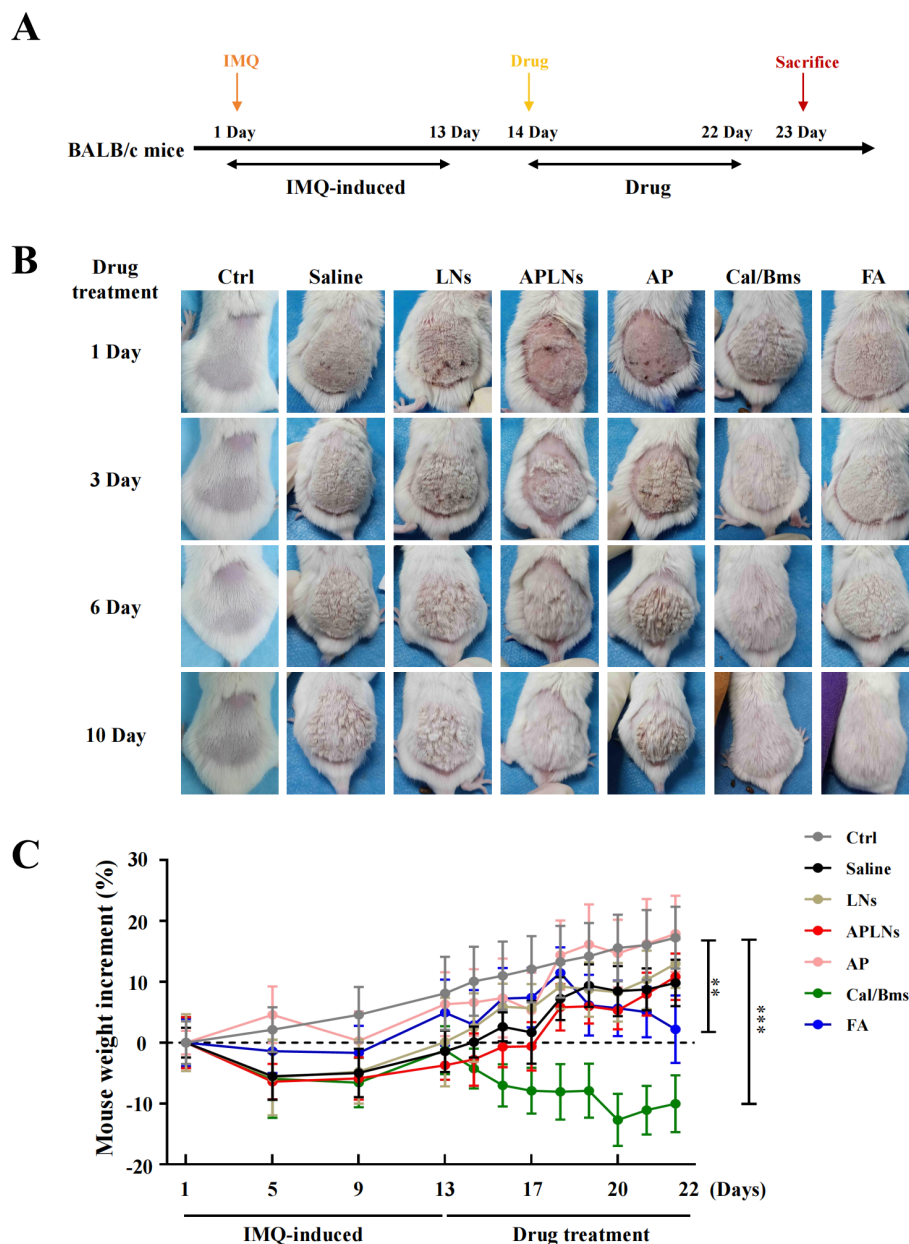 A
IMQ
Drug
Sacrifice
1 Day
13 Day
14 Day
22 Day
23 Day
BALB/c mice
IMQ-induced
Drug
B
Drug
treatment
Ctrl
Saline
LNs
APLNs
AP
Cal/Bms
FA
1 Day
3 Day
6 Day
10 Day
C
Mouse weight increment (%)
30
20
10
0
-10
-20
1
5
9
13
17
20
22
(Days)
IMQ-induced
Drug treatment
**
***
Ctrl
Saline
LNs
APLNs
AP
Cal/Bms
FA